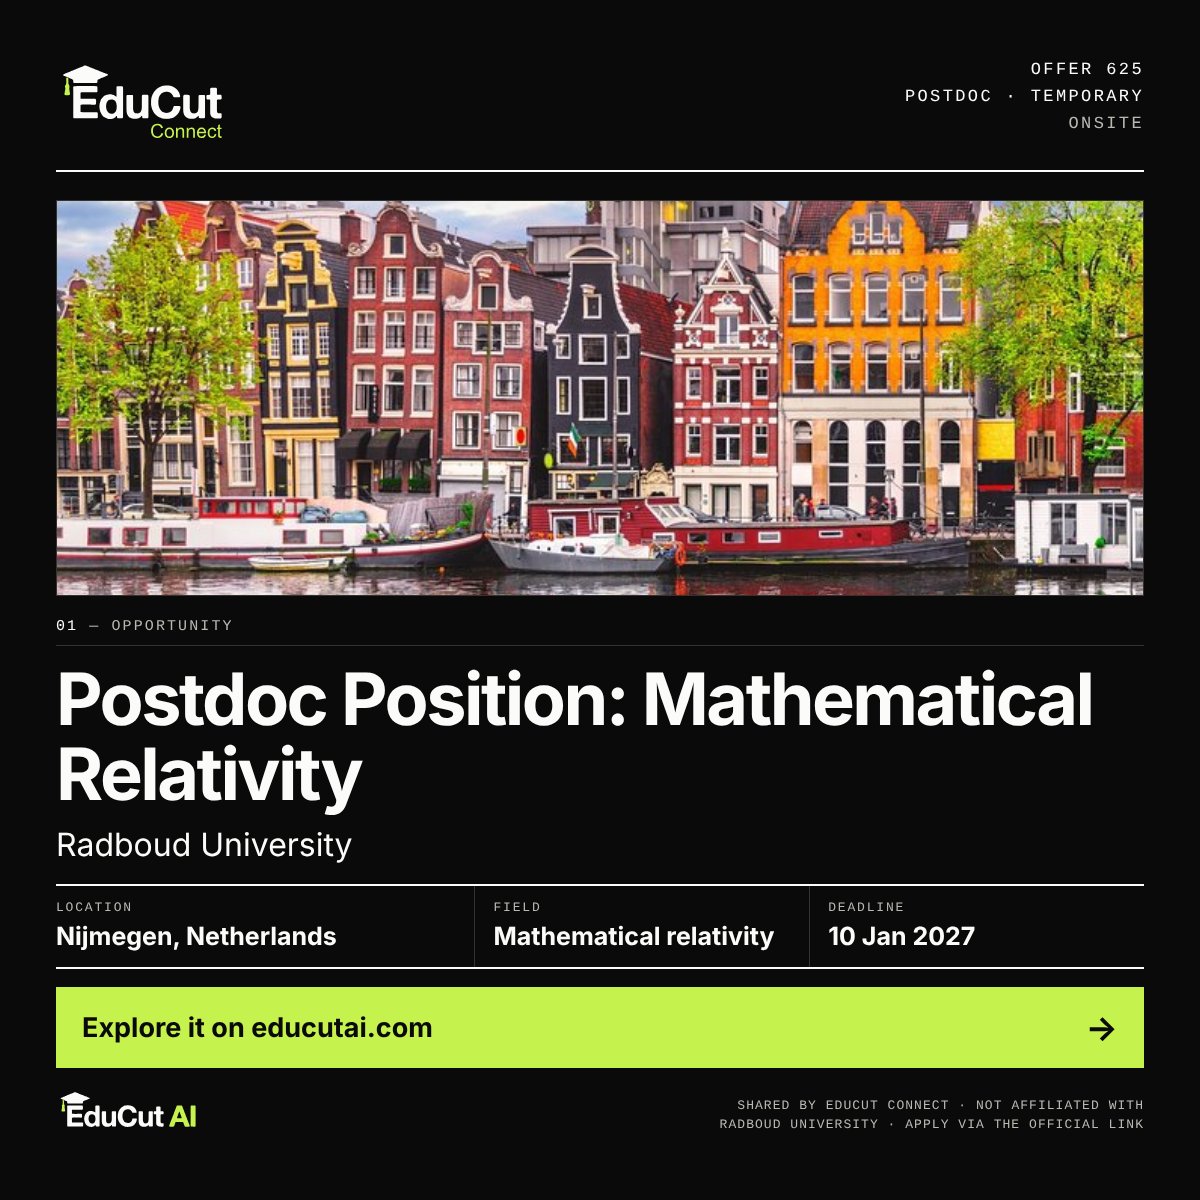 EduCut
Connect
OFFER 625
POSTDOC · TEMPORARY
ONSITE
01 — OPPORTUNITY
Postdoc Position: Mathematical
Relativity
Radboud University
LOCATION
Nijmegen, Netherlands
FIELD
Mathematical relativity
DEADLINE
10 Jan 2027
Explore it on educutai.com →
EduCut AI
SHARED BY EDUCUT CONNECT · NOT AFFILIATED WITH
RADBOUD UNIVERSITY · APPLY VIA THE OFFICIAL LINK